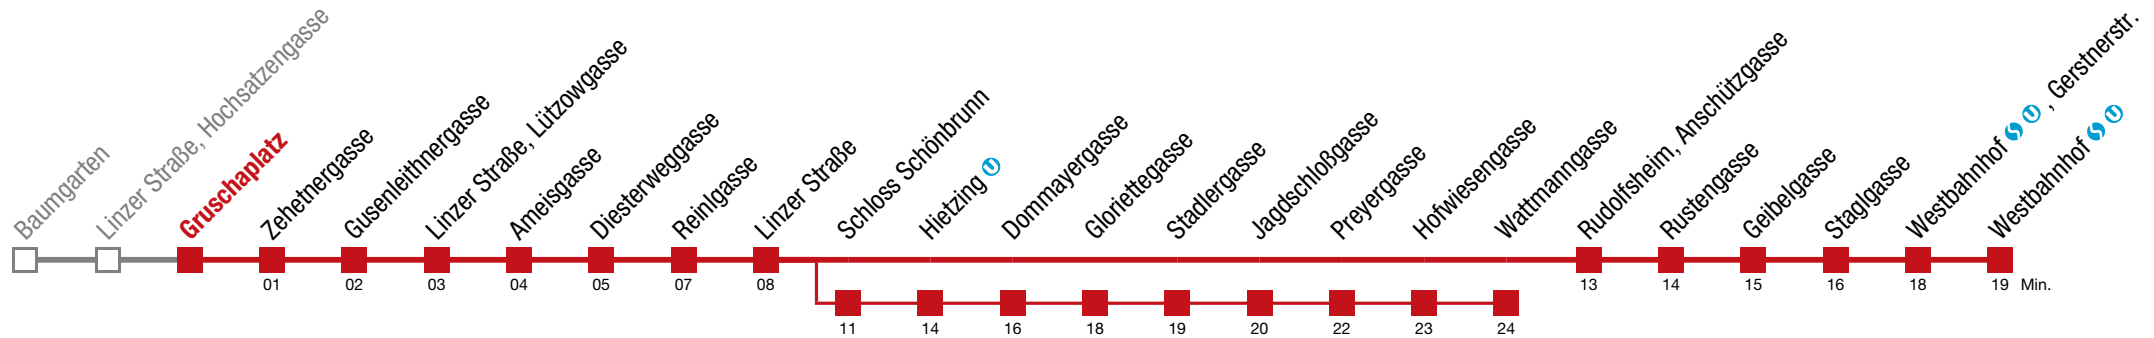 Baumgarten
Linzer Straße, Hochsatzengasse
Gruschaplatz
Zehetnergasse
Gusenleithnergasse
Linzer Straße, Lützowgasse
Ameisgasse
Diesterweggasse
Reinlgasse
Linzer Straße
Schloss Schönbrunn
Hietzing U
Dommayergasse
Gloriettegasse
Stadlergasse
Jagdschloßgasse
Preyergasse
Hofwiesengasse
Wattmanngasse
Rudolfsheim, Anschützgasse
Rustengasse
Geibelgasse
Staglgasse
Westbahnhof S U , Gerstnerstr.
Westbahnhof S U
01 02 03 04 05 07 08 13 14 15 16 18 19 Min.
11 14 16 18 19 20 22 23 24